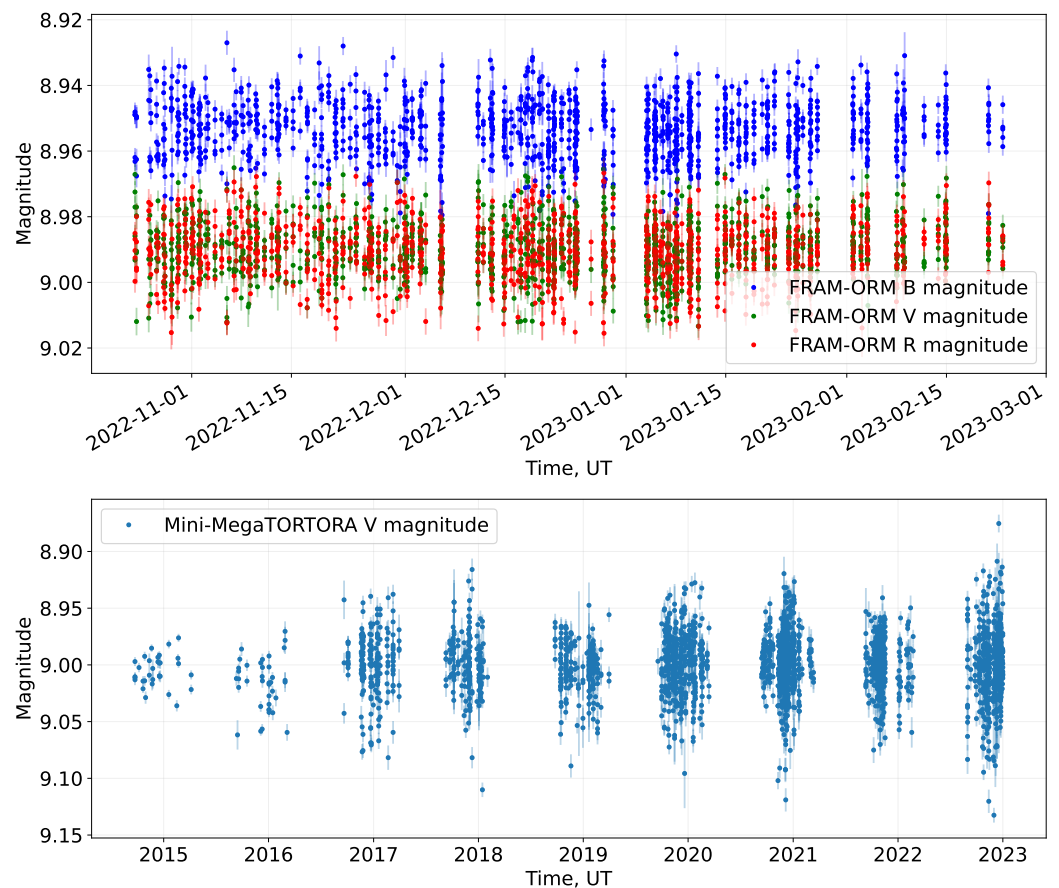 8.92
8.94
8.96
8.98
9.00
9.02
Magnitude
FRAM-ORM B magnitude
FRAM-ORM V magnitude
FRAM-ORM R magnitude
2022-11-01
2022-11-15
2022-12-01
2022-12-15
2023-01-01
2023-01-15
2023-02-01
2023-02-15
2023-03-01
Time, UT
Mini-MegaTORTORA V magnitude
8.90
8.95
9.00
9.05
9.10
9.15
Magnitude
2015 2016 2017 2018 2019 2020 2021 2022 2023
Time, UT